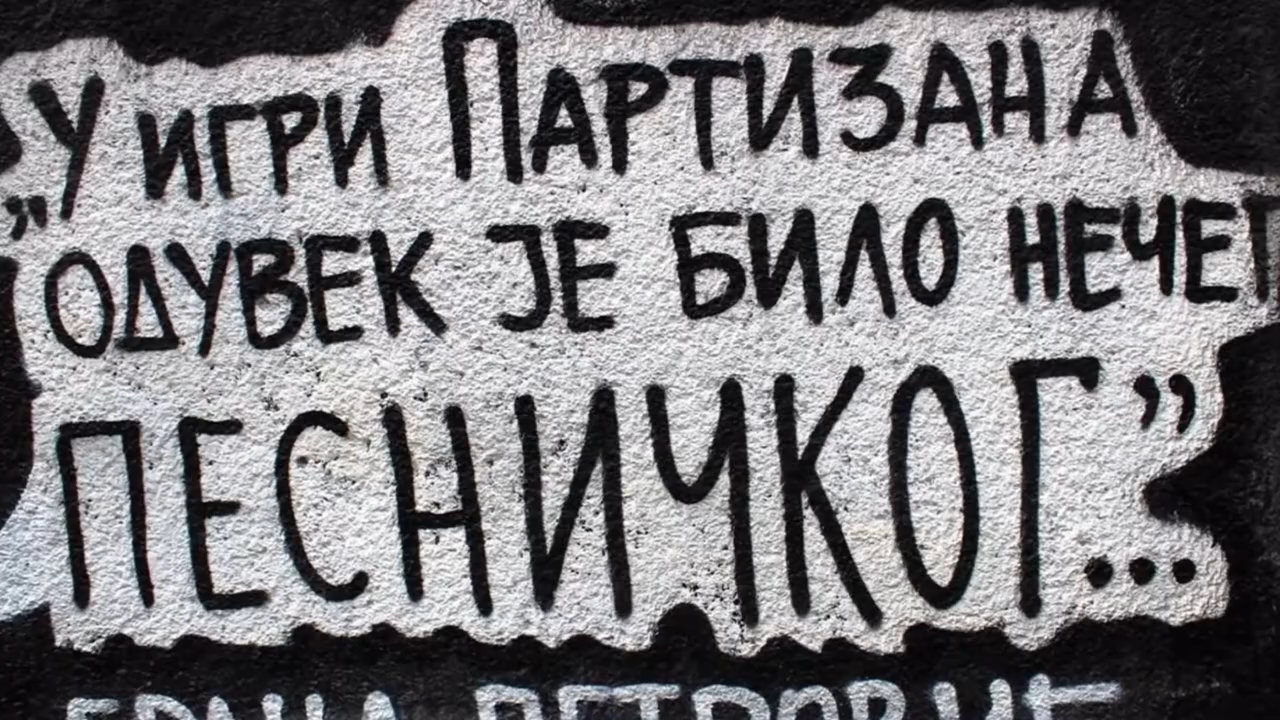 „У игри Партизана
одувек је било нечег
песничког”...